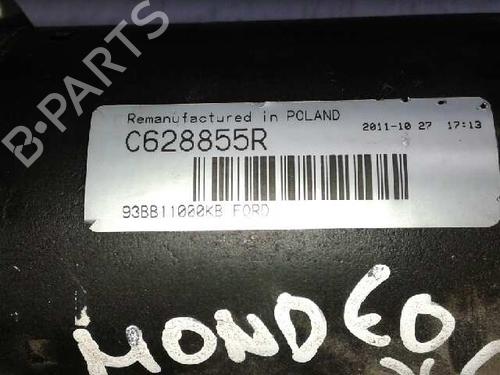 B-PARTS
Remanufactured in POLAND
2011-10 27 17:13
C628855R
93BB11000KB FORD
MONDEO